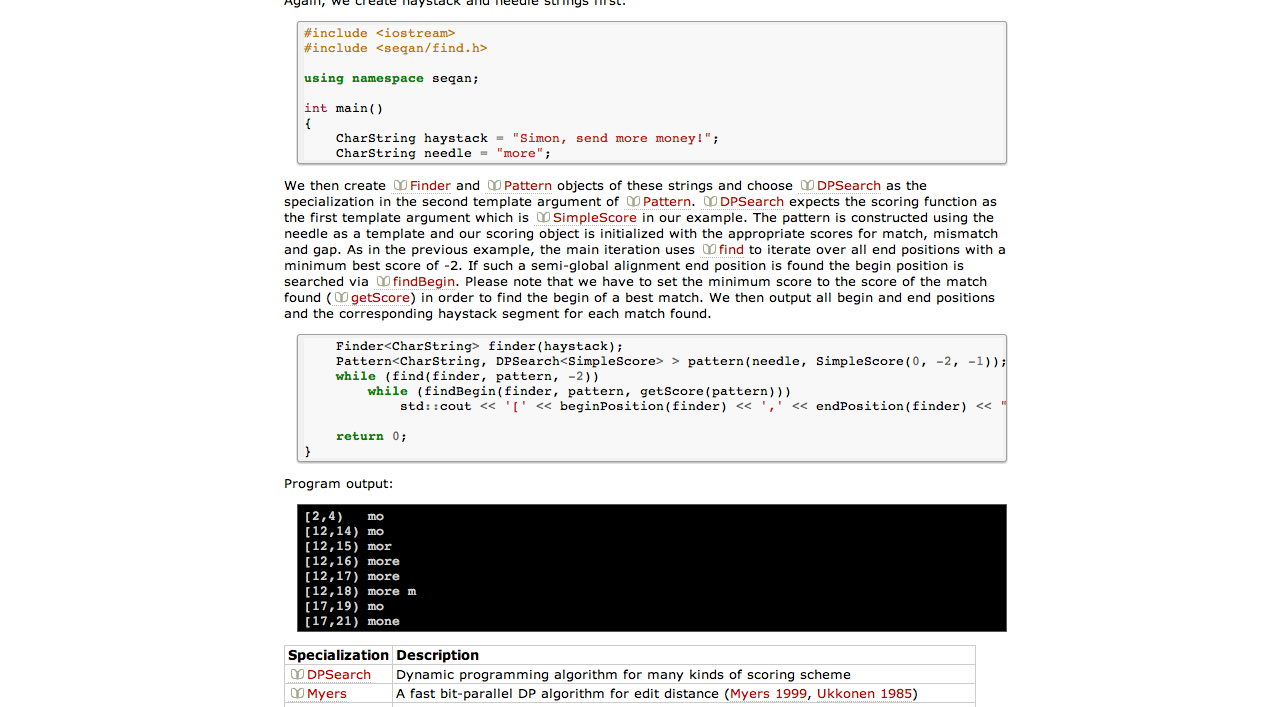 Again, we create haystack and needle strings first.
#include <iostream>
#include <seqan/find.h>
using namespace seqan;
int main()
{
CharString haystack = "Simon, send more money!";
CharString needle = "more";
We then create Finder and Pattern objects of these strings and choose DPSearch as the
specialization in the second template argument of Pattern. DPSearch expects the scoring function as
the first template argument which is SimpleScore in our example. The pattern is constructed using the
needle as a template and our scoring object is initialized with the appropriate scores for match, mismatch
and gap. As in the previous example, the main iteration uses find to iterate over all end positions with a
minimum best score of -2. If such a semi-global alignment end position is found the begin position is
searched via findBegin. Please note that we have to set the minimum score to the score of the match
found ( getScore) in order to find the begin of a best match. We then output all begin and end positions
and the corresponding haystack segment for each match found.
Finder<CharString> finder(haystack);
Pattern<CharString, DPSearch<SimpleScore> > pattern(needle, SimpleScore(0, -2, -1));
while (find(finder, pattern, -2))
while (findBegin(finder, pattern, getScore(pattern)))
std::cout << '[' << beginPosition(finder) << ',' << endPosition(finder) << "
return 0;
}
Program output:
[2,4) mo
[12,14) mo
[12,15) mor
[12,16) more
[12,17) more
[12,18) more m
[17,19) mo
[17,21) mone
Specialization Description
DPSearch Dynamic programming algorithm for many kinds of scoring scheme
Myers A fast bit-parallel DP algorithm for edit distance (Myers 1999, Ukkonen 1985)